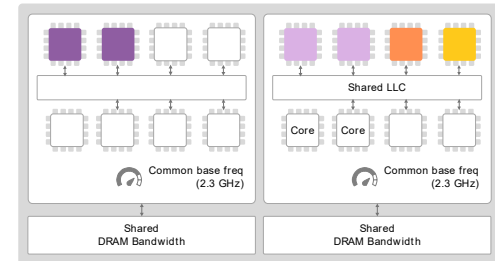 Shared LLC
Core Core
Common base freq
(2.3 GHz)
Common base freq
(2.3 GHz)
Shared
DRAM Bandwidth
Shared
DRAM Bandwidth